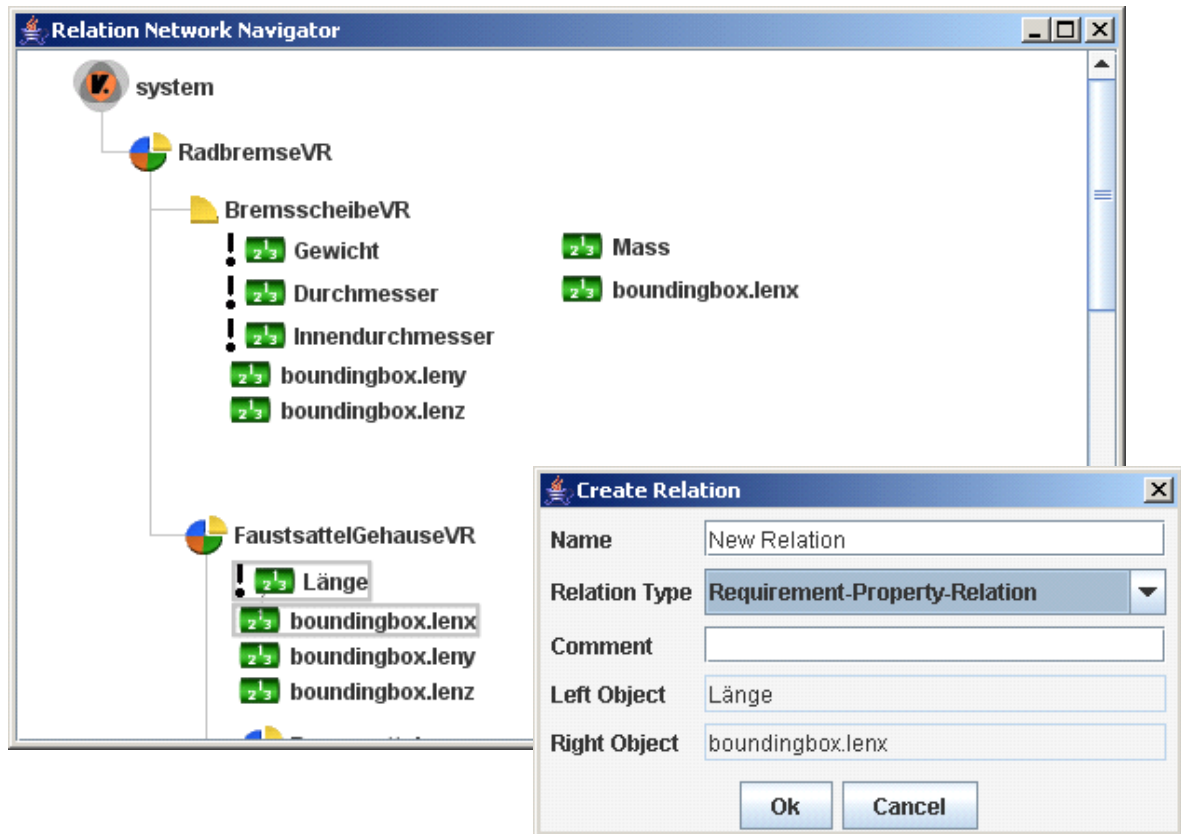 Relation Network Navigator
system
RadbremseVR
BremsscheibeVR
Gewicht
Mass
Durchmesser
boundingbox.lenx
Innendurchmesser
boundingbox.leny
boundingbox.lenz
FaustsattelGehauseVR
Länge
boundingbox.lenx
boundingbox.leny
boundingbox.lenz
Create Relation
Name New Relation
Relation Type Requirement-Property-Relation
Comment
Left Object Länge
Right Object boundingbox.lenx
Ok Cancel